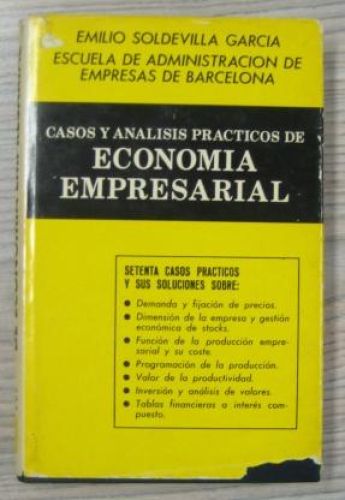 EMILIO SOLDEVILLA GARCIA
ESCUELA DE ADMINISTRACION DE
EMPRESAS DE BARCELONA
CASOS Y ANALISIS PRACTICOS DE
ECONOMIA
EMPRESARIAL
SETENTA CASOS PRACTICOS
Y SUS SOLUCIONES SOBRE:
● Demanda y fijación de precios.
● Dimensión de la empresa y gestión
económica de stocks.
● Función de la producción empre-
sarial y su coste.
● Programación de la producción.
● Valor de la productividad.
● Inversión y análisis de valores.
● Tablas financieras a interés com-
puesto.